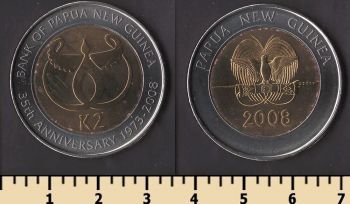 BANK OF PAPUA NEW GUINEA
35th ANNIVERSARY 1973-2008
K2
PAPUA NEW GUINEA
2008
1 2 3 4 5 6 7